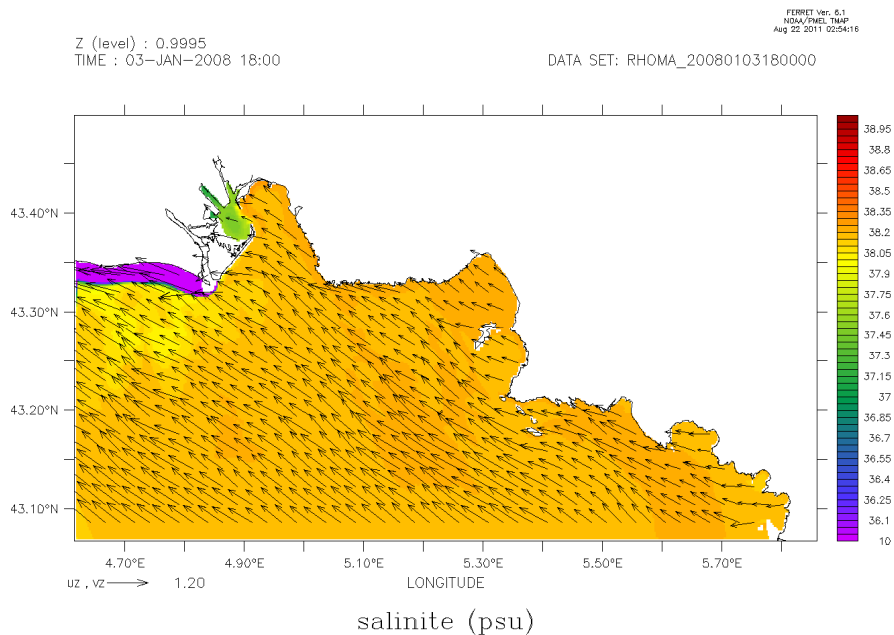 FERRET Ver. 6.1
NOAA/PMEL TMAP
Aug 22 2011 02:54:16
Z (level) : 0.9995
TIME : 03-JAN-2008 18:00
DATA SET: RHOMA_20080103180000
38.95
38.8
38.65
38.5
38.35
38.2
38.05
37.9
37.75
37.6
37.45
37.3
37.15
37
36.85
36.7
36.55
36.4
36.25
36.1
10
43.40°N
43.30°N
43.20°N
43.10°N
4.70°E 4.90°E 5.10°E 5.30°E 5.50°E 5.70°E
uz , vz 1.20
LONGITUDE
salinite (psu)